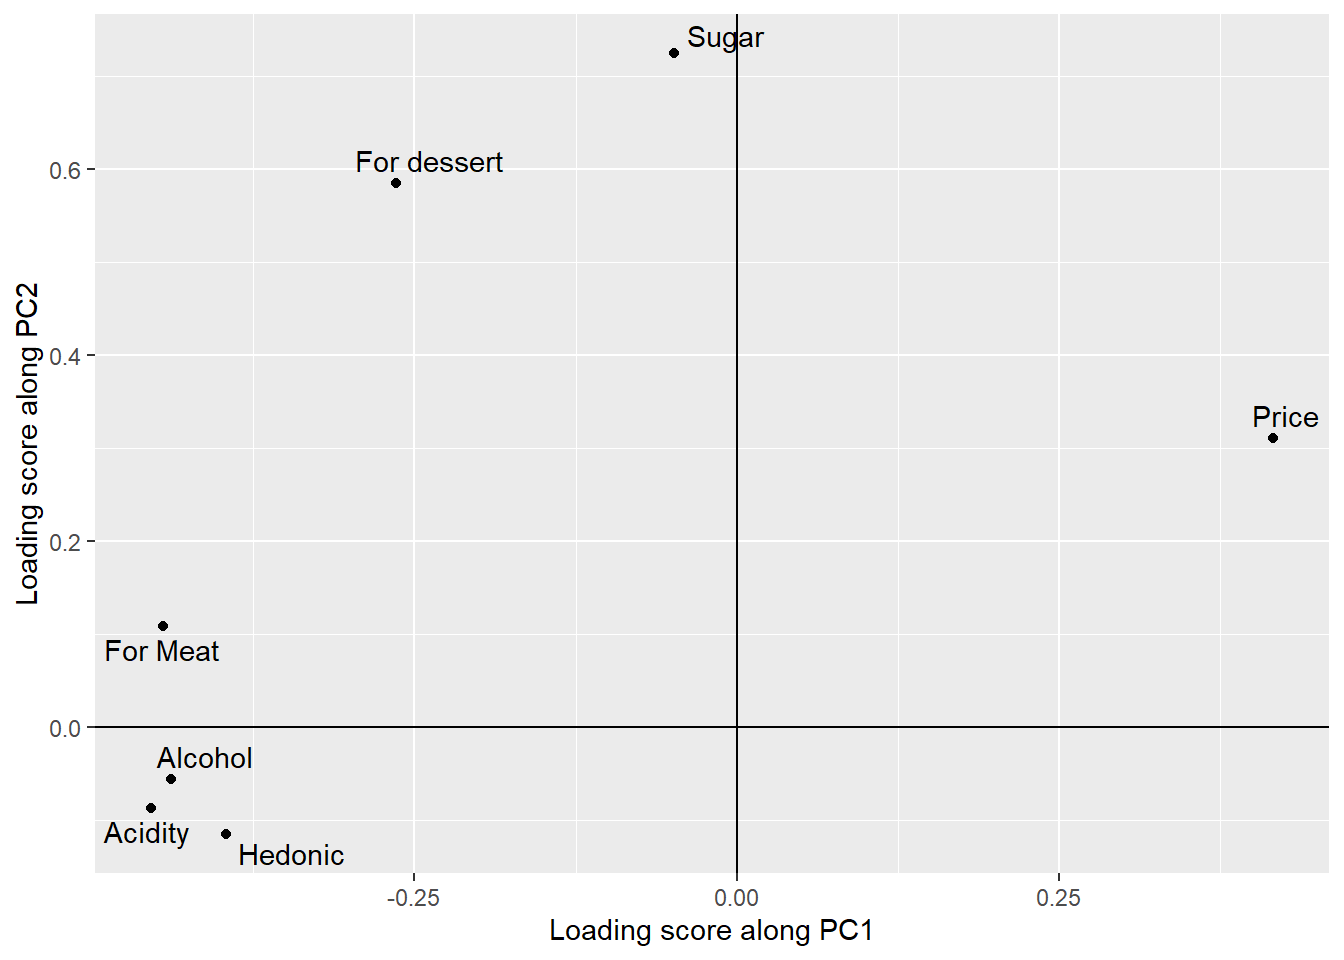 Sugar
For dessert
0.6
Loading score along PC2
0.4
Price
0.2
For Meat
0.0
Alcohol
Acidity
Hedonic
-0.25
0.00
0.25
Loading score along PC1